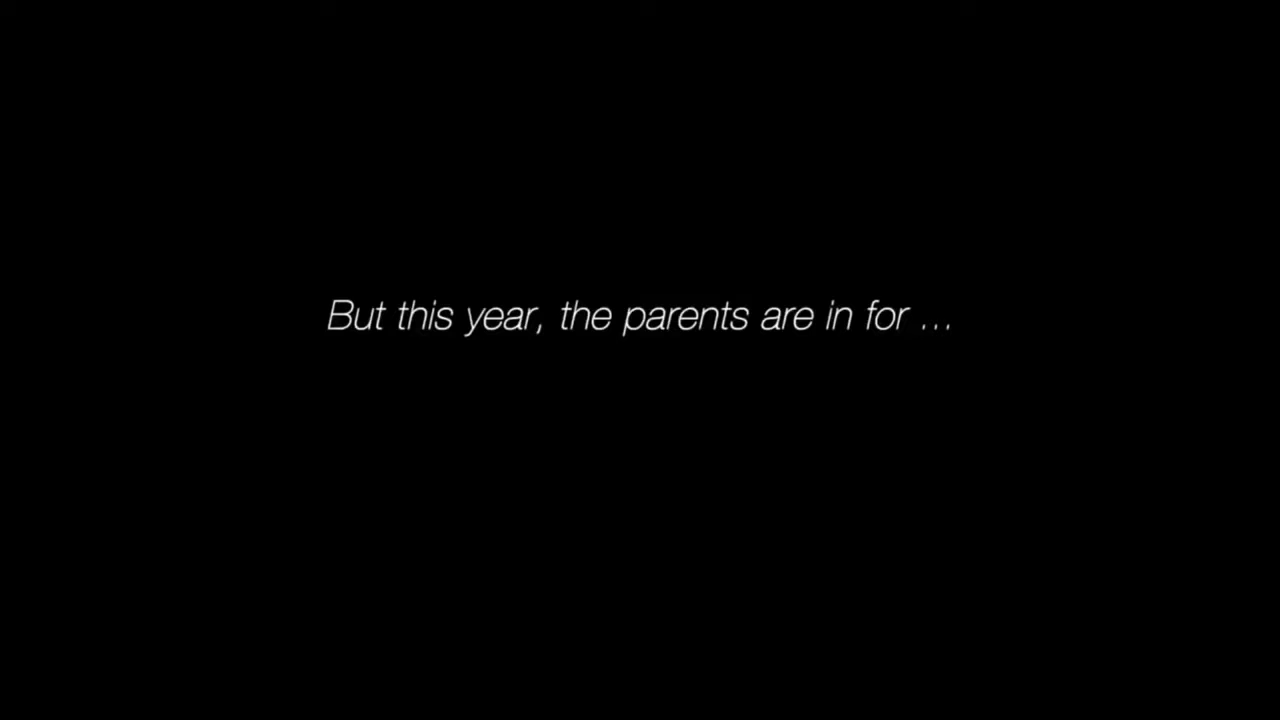 But this year, the parents are in for ...